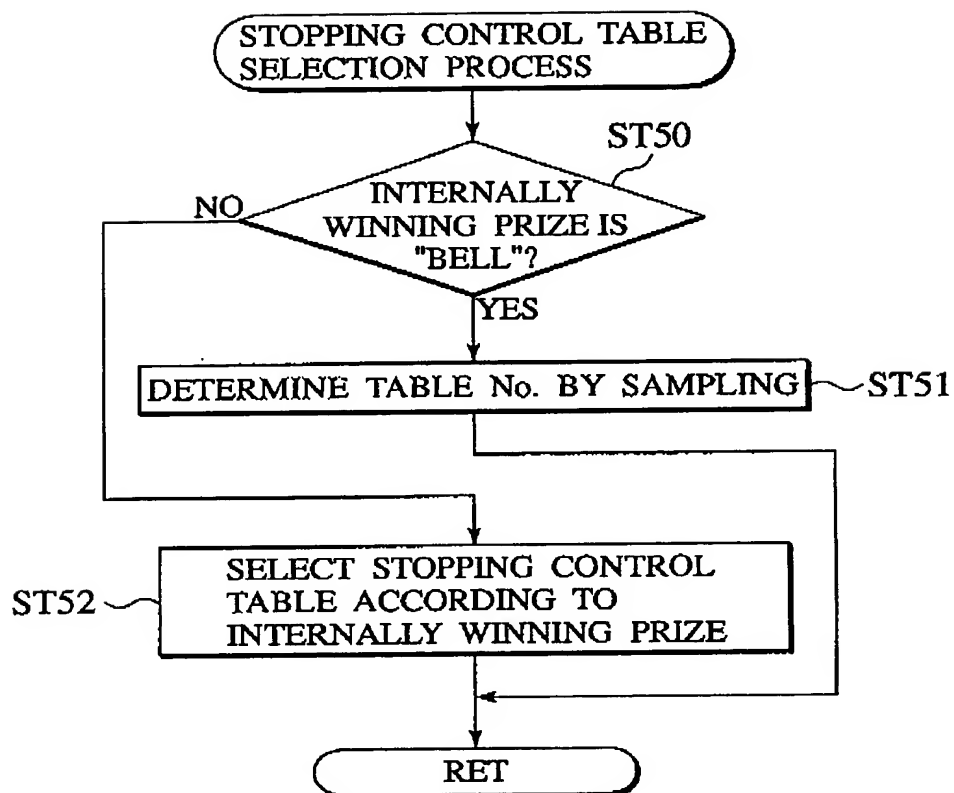 STOPPING CONTROL TABLE
SELECTION PROCESS
ST50
INTERNALLY
WINNING PRIZE IS
"BELL"?
NO
YES
DETERMINE TABLE No. BY SAMPLING
ST51
SELECT STOPPING CONTROL
TABLE ACCORDING TO
INTERNALLY WINNING PRIZE
ST52
RET